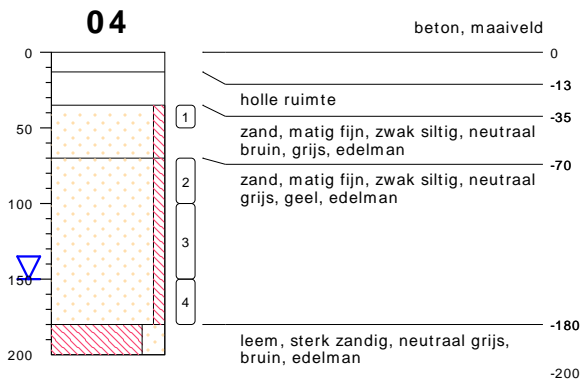 04
beton, maaiveld
0
0
-13
holle ruimte
-35
1
50
zand, matig fijn, zwak siltig, neutraal
bruin, grijs, edelman
-70
zand, matig fijn, zwak siltig, neutraal
grijs, geel, edelman
2
100
3
150
4
-180
leem, sterk zandig, neutraal grijs,
bruin, edelman
200
-200